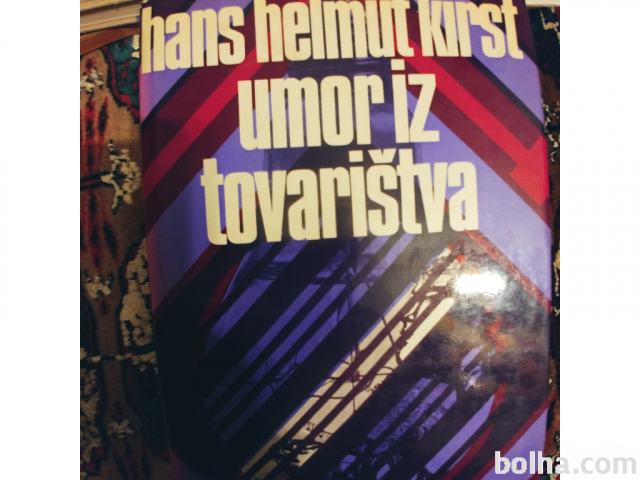 hans helmut kirst
umor iz
tovarištva
bolha.com